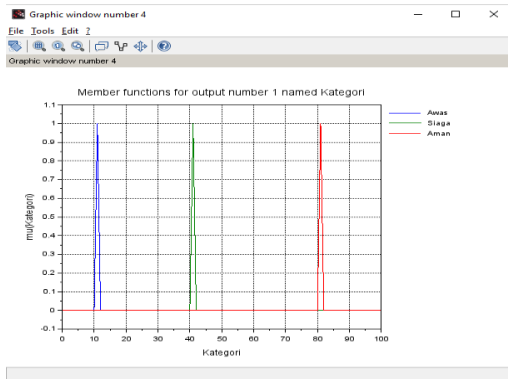 Graphic window number 4
File Tools Edit ?
Graphic window number 4
Member functions for output number 1 named Kategori
Awas
Siaga
Aman
1.1
1
0.9
0.8
0.7
0.6
0.5
0.4
0.3
0.2
0.1
0
-0.1
mu(Kategori)
0 10 20 30 40 50 60 70 80 90 100
Kategori